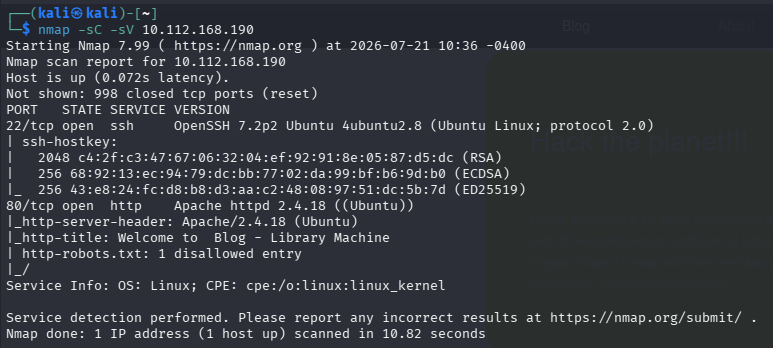 ┌──(kali㉿kali)-[~]
└─$ nmap -sC -sV 10.112.168.190
Starting Nmap 7.99 ( https://nmap.org ) at 2026-07-21 10:36 -0400
Nmap scan report for 10.112.168.190
Host is up (0.072s latency).
Not shown: 998 closed tcp ports (reset)
PORT   STATE SERVICE VERSION
22/tcp open  ssh     OpenSSH 7.2p2 Ubuntu 4ubuntu2.8 (Ubuntu Linux; protocol 2.0)
| ssh-hostkey:
|   2048 c4:2f:c3:47:67:06:32:04:ef:92:91:8e:05:87:d5:dc (RSA)
|   256 68:92:13:ec:94:79:dc:bb:77:02:da:99:bf:b6:9d:b0 (ECDSA)
|_  256 43:e8:24:fc:d8:b8:d3:aa:c2:48:08:97:51:dc:5b:7d (ED25519)
80/tcp open  http    Apache httpd 2.4.18 ((Ubuntu))
|_http-server-header: Apache/2.4.18 (Ubuntu)
|_http-title: Welcome to  Blog - Library Machine
| http-robots.txt: 1 disallowed entry
|_/
Service Info: OS: Linux; CPE: cpe:/o:linux:linux_kernel

Service detection performed. Please report any incorrect results at https://nmap.org/submit/ .
Nmap done: 1 IP address (1 host up) scanned in 10.82 seconds
Blog
Hack the planet!!!